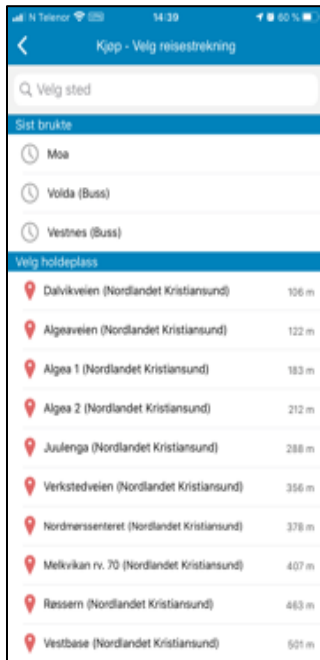 N Telenor 14:39 60 %
Kjøp - Velg reisestrekning
Velg sted
Sist brukte
Moa
Volda (Buss)
Vestnes (Buss)
Velg holdeplass
Dalvikveien (Nordlandet Kristiansund) 106 m
Algeaveien (Nordlandet Kristiansund) 122 m
Algea 1 (Nordlandet Kristiansund) 183 m
Algea 2 (Nordlandet Kristiansund) 212 m
Juulenga (Nordlandet Kristiansund) 288 m
Verkstedveien (Nordlandet Kristiansund) 356 m
Nordmørssenteret (Nordlandet Kristiansund) 378 m
Melkvikan rv. 70 (Nordlandet Kristiansund) 407 m
Røssern (Nordlandet Kristiansund) 463 m
Vestbase (Nordlandet Kristiansund) 501 m